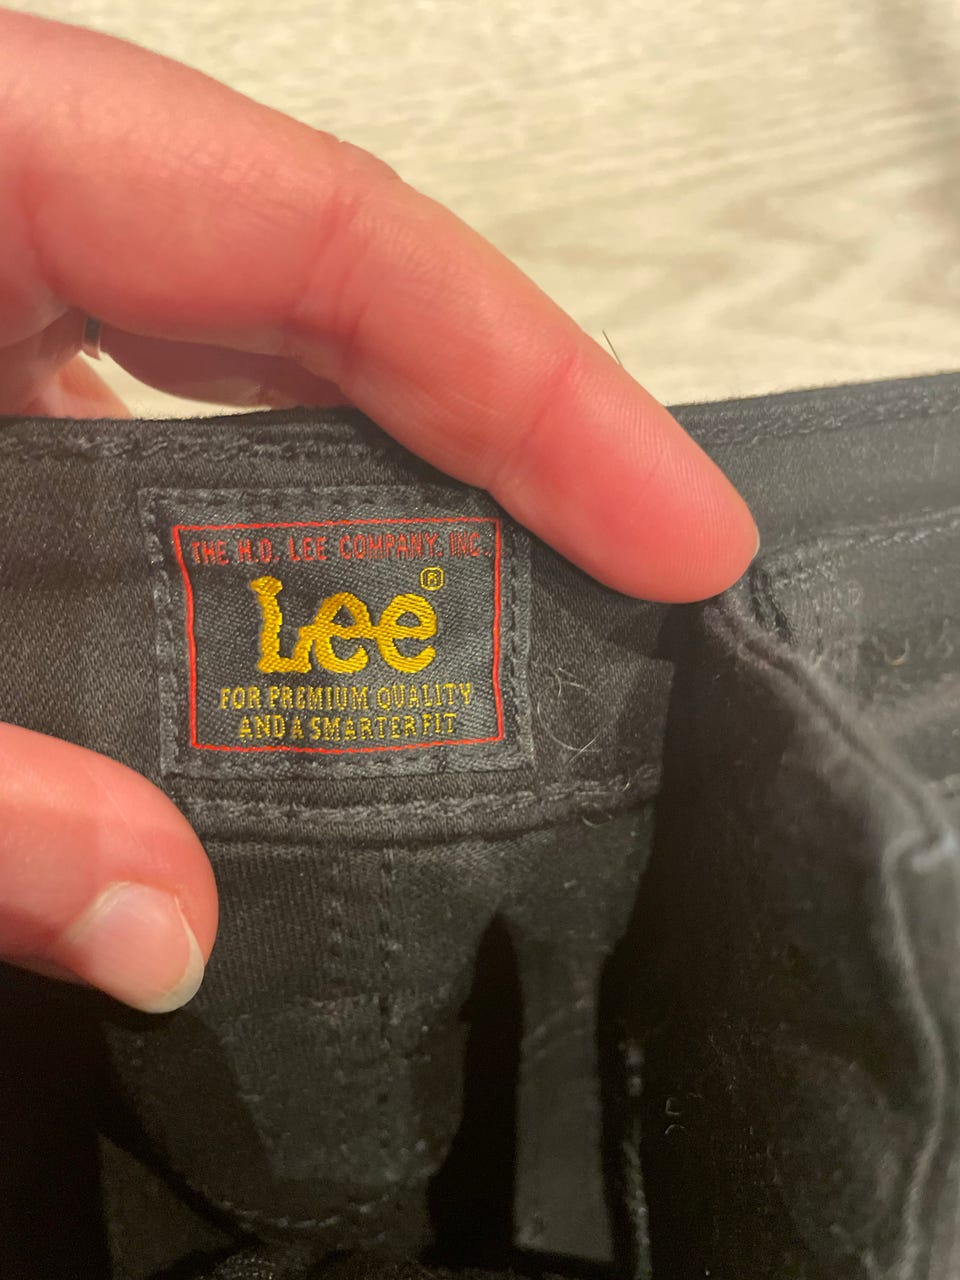 THE H.D. LEE COMPANY, INC.
Lee®
FOR PREMIUM QUALITY
AND A SMARTER FIT